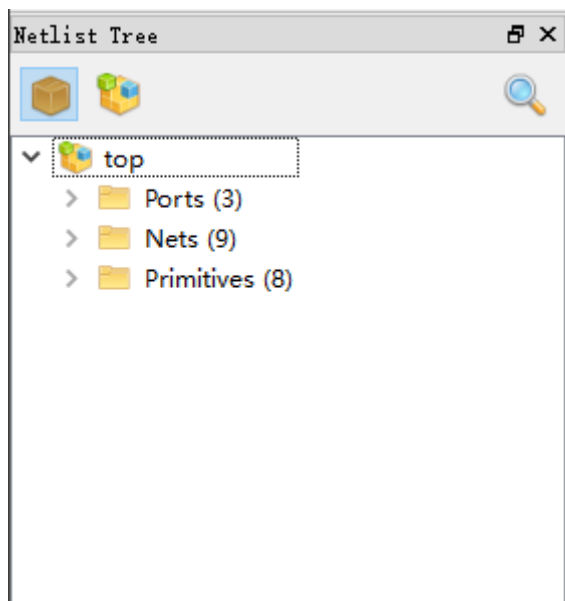 Netlist Tree
top
Ports (3)
Nets (9)
Primitives (8)